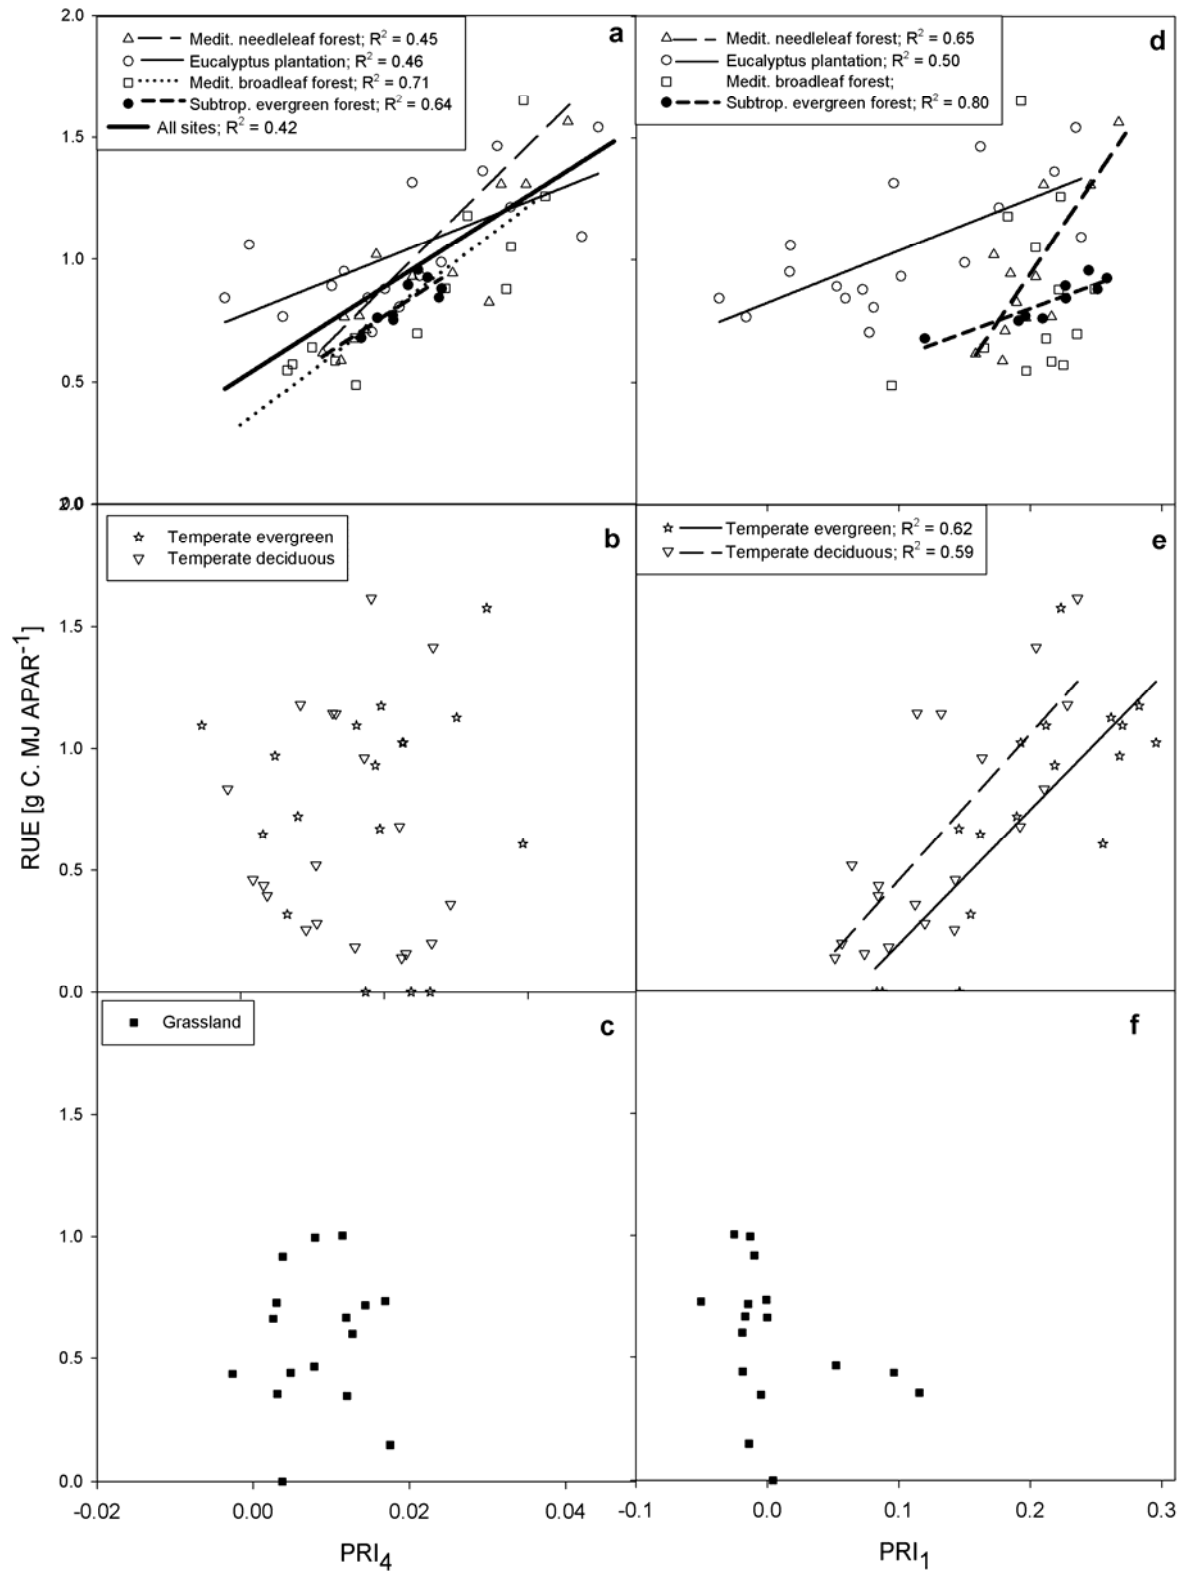 2.0
a
Medit. needleleaf forest; R² = 0.45
Eucalyptus plantation; R² = 0.46
Medit. broadleaf forest; R² = 0.71
Subtrop. evergreen forest; R² = 0.64
All sites; R² = 0.42
1.5
1.0
0.5
d
Medit. needleleaf forest; R² = 0.65
Eucalyptus plantation; R² = 0.50
Medit. broadleaf forest;
Subtrop. evergreen forest; R² = 0.80
2.0
b
Temperate evergreen
Temperate deciduous
1.5
1.0
0.5
0.0
e
Temperate evergreen; R² = 0.62
Temperate deciduous; R² = 0.59
RUE [g C. MJ APAR⁻¹]
c
Grassland
1.5
1.0
0.5
0.0
f
-0.02 0.00 0.02 0.04
-0.1 0.0 0.1 0.2 0.3
PRI₄
PRI₁